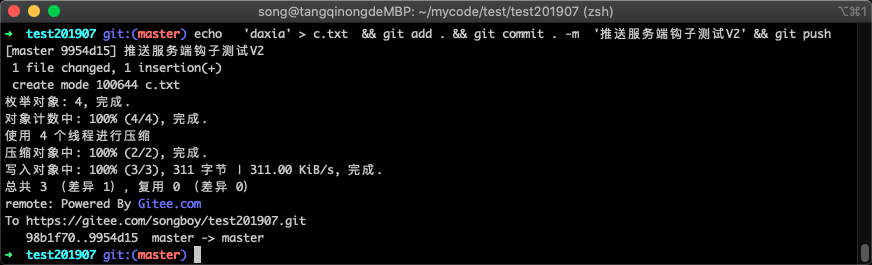 song@tangqinongdeMBP: ~/mycode/test/test201907 (zsh)
⌥⌘1
➜  test201907 git:(master) echo   'daxia' > c.txt  && git add . && git commit . -m  '推送服务端钩子测试V2' && git push
[master 9954d15] 推送服务端钩子测试V2
 1 file changed, 1 insertion(+)
 create mode 100644 c.txt
枚举对象: 4, 完成.
对象计数中: 100% (4/4), 完成.
使用 4 个线程进行压缩
压缩对象中: 100% (2/2), 完成.
写入对象中: 100% (3/3), 311 字节 | 311.00 KiB/s, 完成.
总共 3 （差异 1），复用 0 （差异 0）
remote: Powered By Gitee.com
To https://gitee.com/songboy/test201907.git
   98b1f70..9954d15  master -> master
➜  test201907 git:(master)